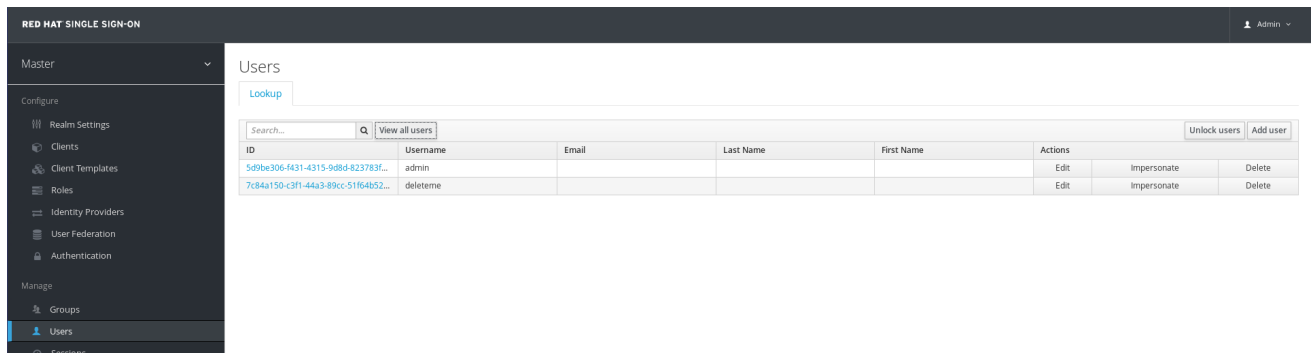 RED HAT SINGLE SIGN-ON
Admin
Master
Configure
Realm Settings
Clients
Client Templates
Roles
Identity Providers
User Federation
Authentication
Manage
Groups
Users
Sessions
Users
Lookup
Search... View all users Unlock users Add user
ID Username Email Last Name First Name Actions
5d9be306-f431-4315-9d8d-823783f... admin Edit Impersonate Delete
7c84a150-c3f1-44a3-89cc-51f64b52... deleteme Edit Impersonate Delete